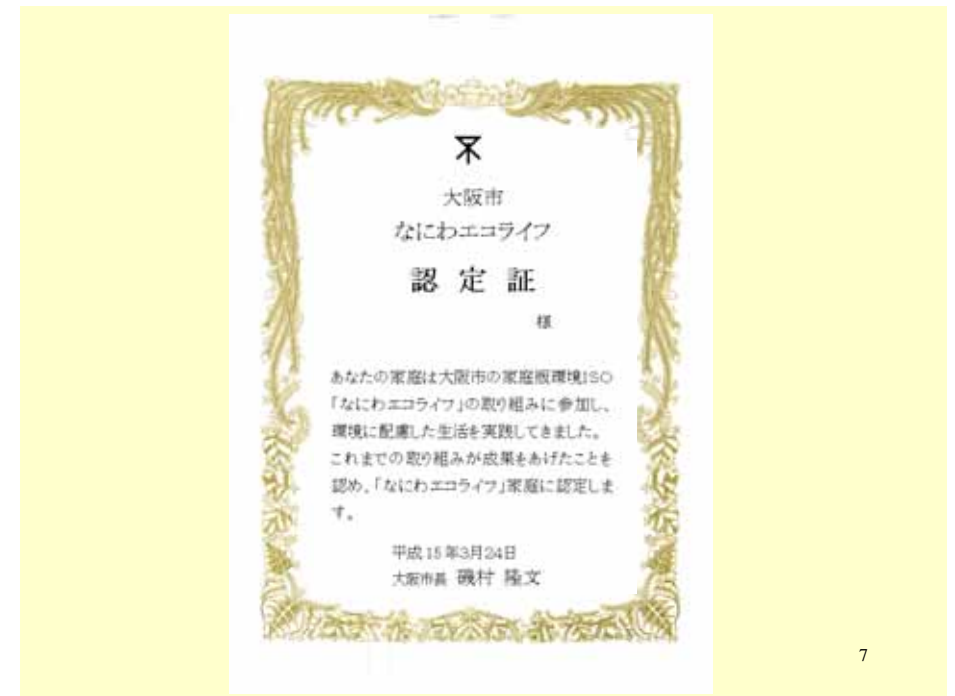 大阪市
なにわエコライフ
認定証
様
あなたの家庭は大阪市の家庭版環境ISO
「なにわエコライフ」の取り組みに参加し、
環境に配慮した生活を実践してきました。
これまでの取り組みが成果をあげたことを
認め、「なにわエコライフ」家庭に認定しま
す。
平成15年3月24日
大阪市長 磯村 隆文
7